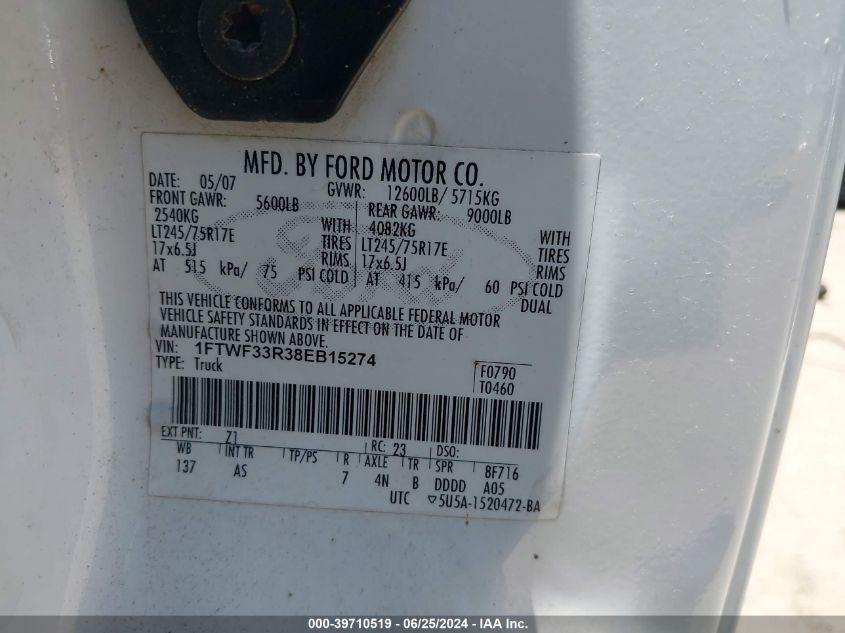 MFD. BY FORD MOTOR CO.
DATE: 05/07 GVWR: 12600LB/ 5715KG
FRONT GAWR: 5600LB REAR GAWR: 9000LB
2540KG WITH 4082KG WITH
LT245/75R17E TIRES LT245/75R17E TIRES
17x6.5J RIMS 17x6.5J RIMS
AT 515 kPa/ 75 PSI COLD AT 415 kPa/ 60 PSI COLD
DUAL
THIS VEHICLE CONFORMS TO ALL APPLICABLE FEDERAL MOTOR
VEHICLE SAFETY STANDARDS IN EFFECT ON THE DATE OF
MANUFACTURE SHOWN ABOVE.
VIN: 1FTWF33R38EB15274
TYPE: Truck F0790
T0460
EXT PNT: Z1 RC: 23 DSO:
WB INT TR TP/PS R AXLE TR SPR 8F716
137 AS 7 4N B DDDD A05
UTC ▽5U5A-1520472-BA
Ford
000-39710519 / 06/25/2024 - IAA Inc.